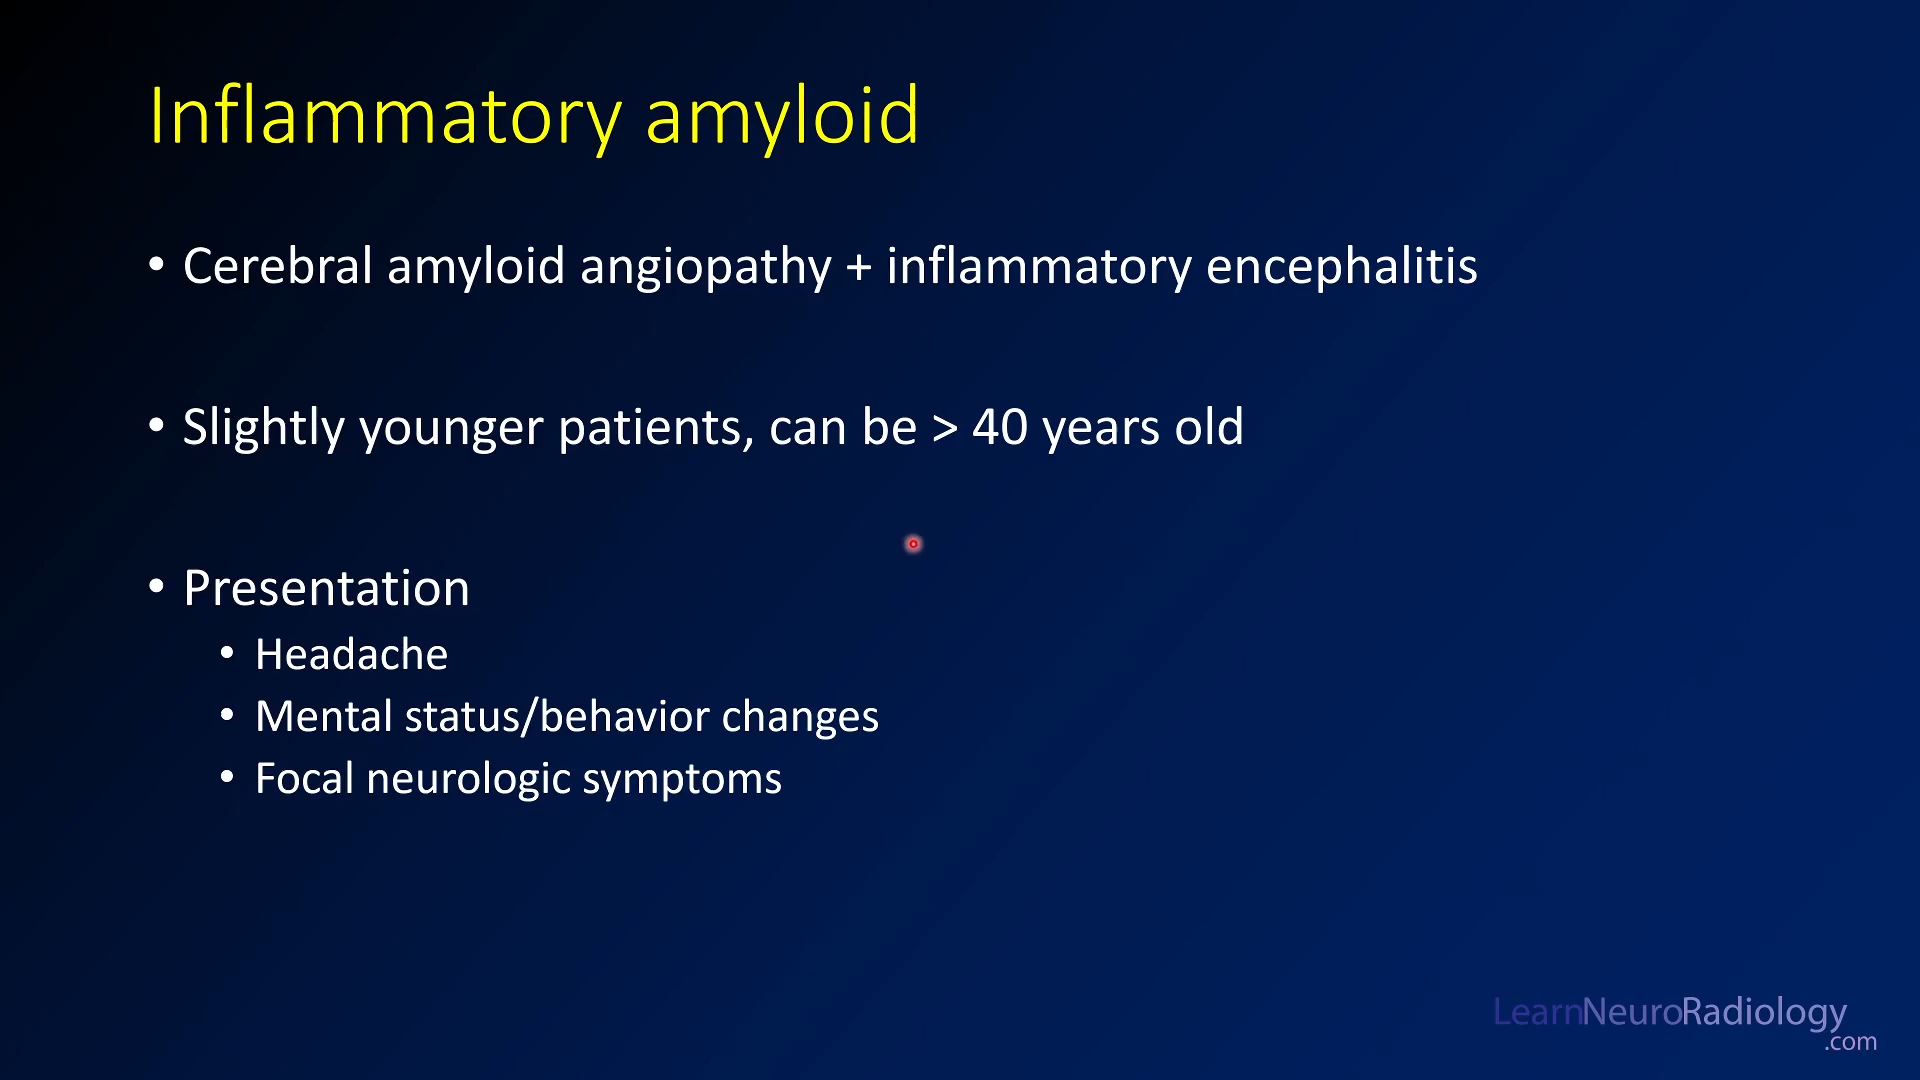 Inflammatory amyloid
• Cerebral amyloid angiopathy + inflammatory encephalitis
• Slightly younger patients, can be > 40 years old
• Presentation
• Headache
• Mental status/behavior changes
• Focal neurologic symptoms
LearnNeuroRadiology
.com